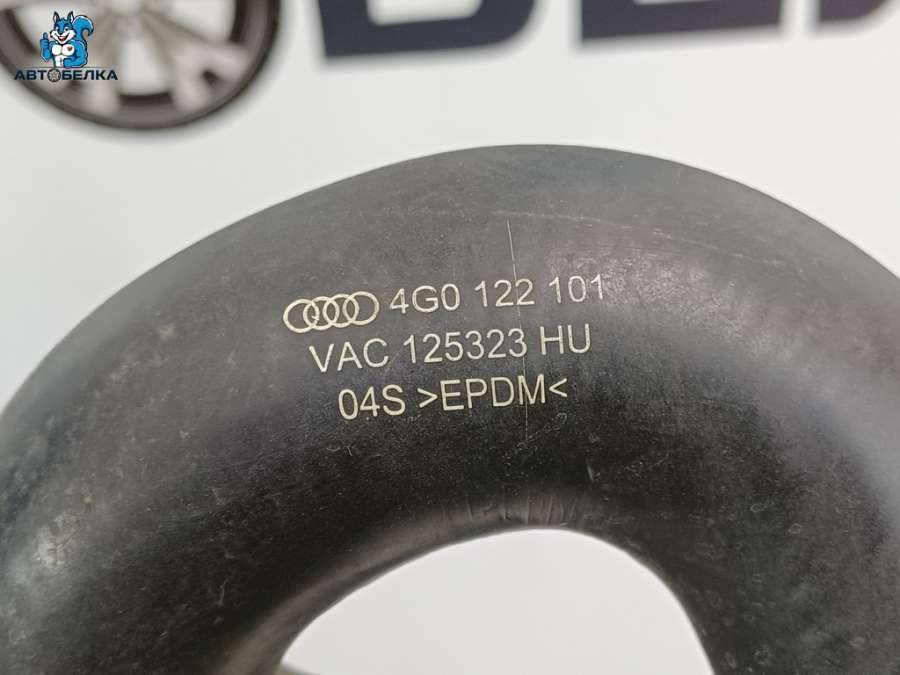 АВТОБЕЛКА
4G0 122 101
VAC 125323 HU
04S >EPDM<